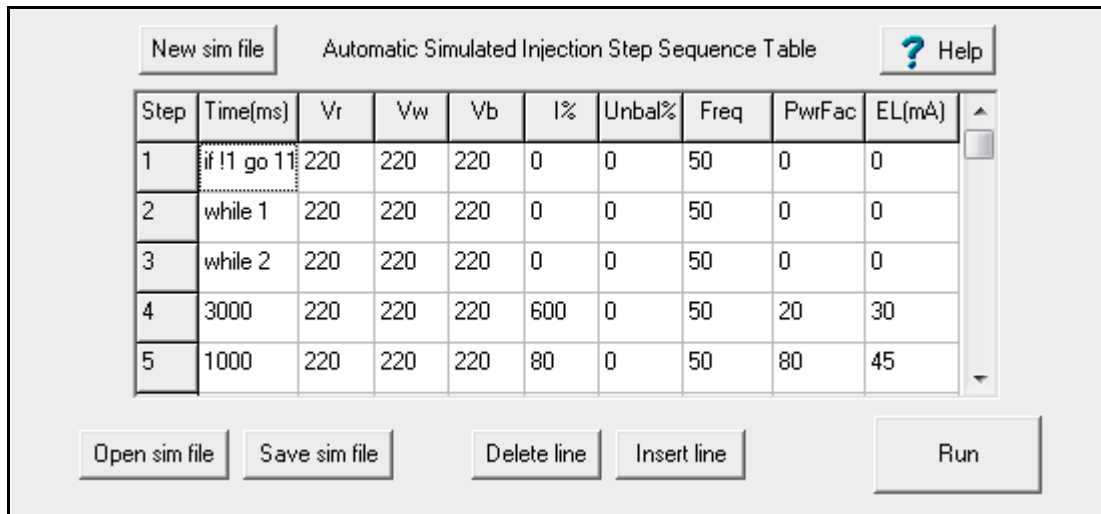 New sim file Automatic Simulated Injection Step Sequence Table ? Help
Step Time(ms) Vr Vw Vb I% Unbal% Freq PwrFac EL(mA)
1 if !1 go 11 220 220 220 0 0 50 0 0
2 while 1 220 220 220 0 0 50 0 0
3 while 2 220 220 220 0 0 50 0 0
4 3000 220 220 220 600 0 50 20 30
5 1000 220 220 220 80 0 50 80 45
Open sim file Save sim file Delete line Insert line Run